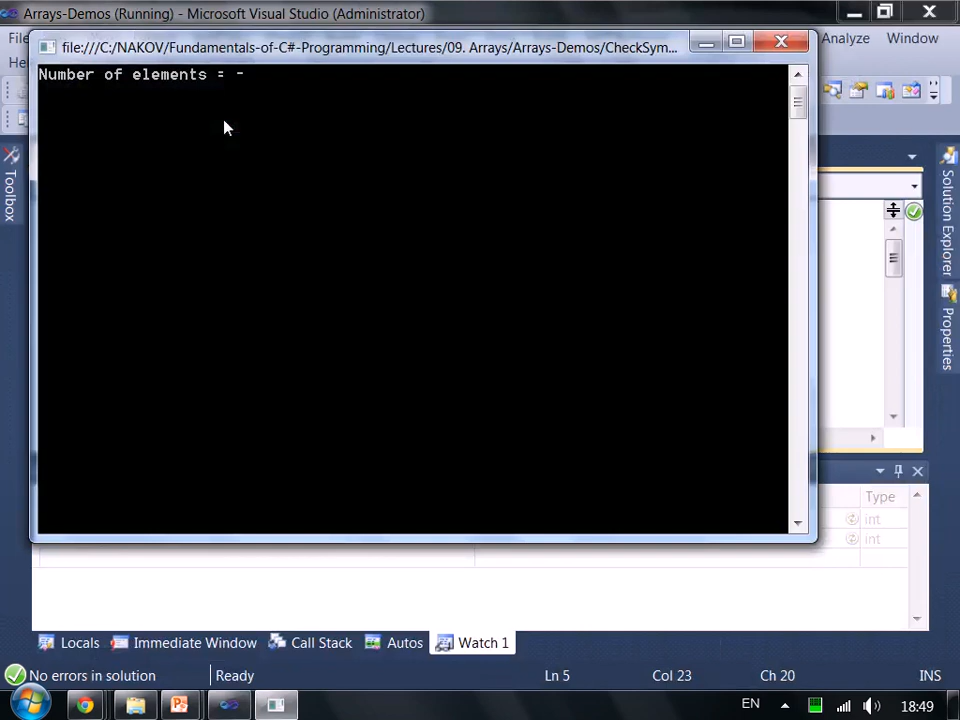 Arrays-Demos (Running) - Microsoft Visual Studio (Administrator)
Fil
Analyze Window
He
file:///C:/NAKOV/Fundamentals-of-C#-Programming/Lectures/09. Arrays/Arrays-Demos/CheckSym...
Number of elements = -
Toolbox
Solution Explorer
Properties
Type
int
int
Locals Immediate Window Call Stack Autos Watch 1
No errors in solution Ready Ln 5 Col 23 Ch 20 INS
EN 18:49